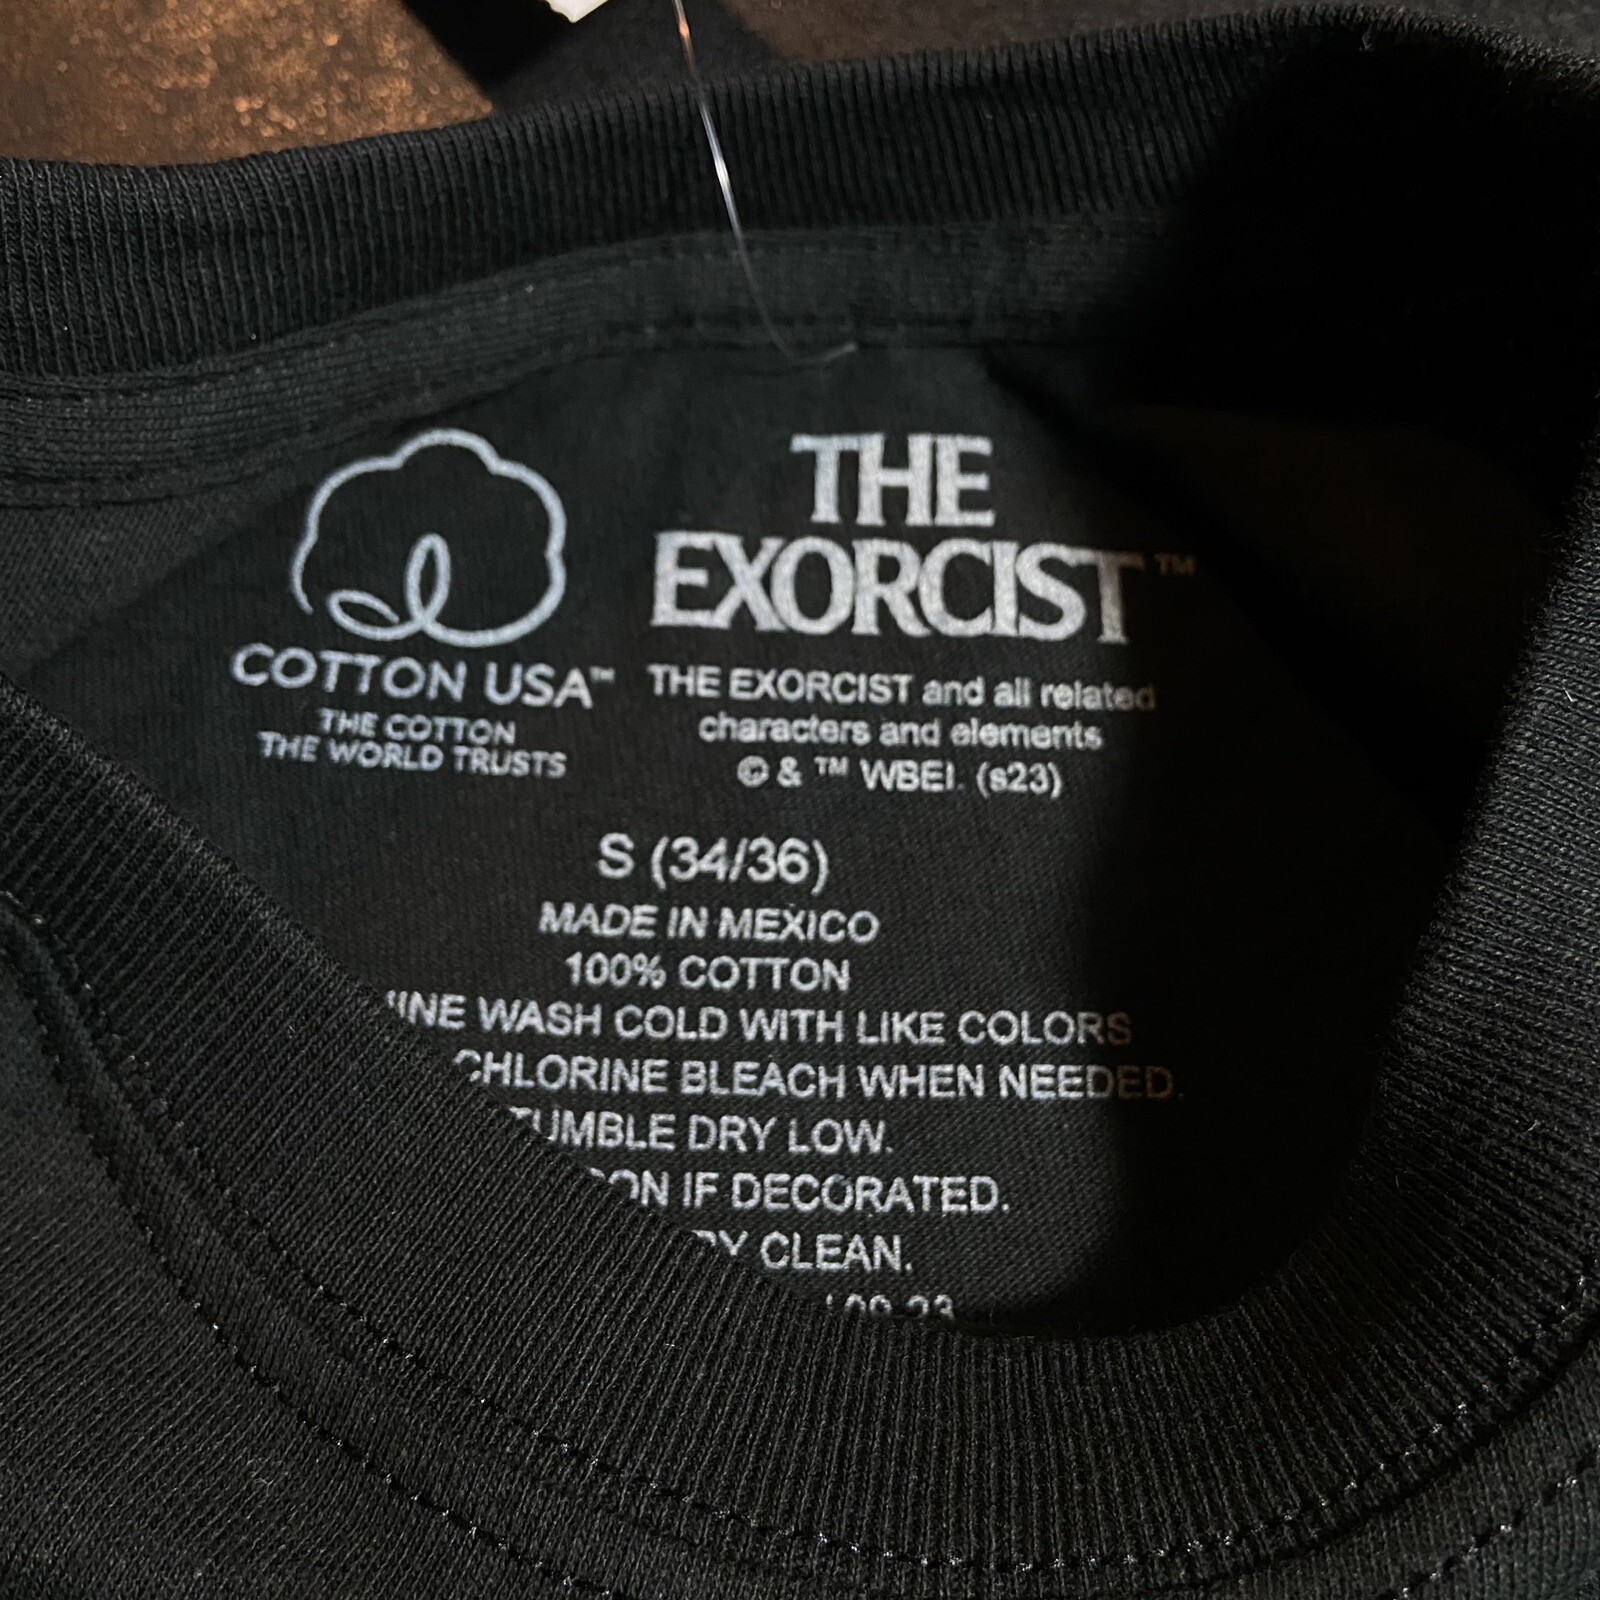 COTTON USA™
THE COTTON
THE WORLD TRUSTS
THE
EXORCIST™
THE EXORCIST and all related
characters and elements
© & ™ WBEI. (s23)
S (34/36)
MADE IN MEXICO
100% COTTON
WASH COLD WITH LIKE COLORS
CHLORINE BLEACH WHEN NEEDED.
TUMBLE DRY LOW.
IF DECORATED.
CLEAN.